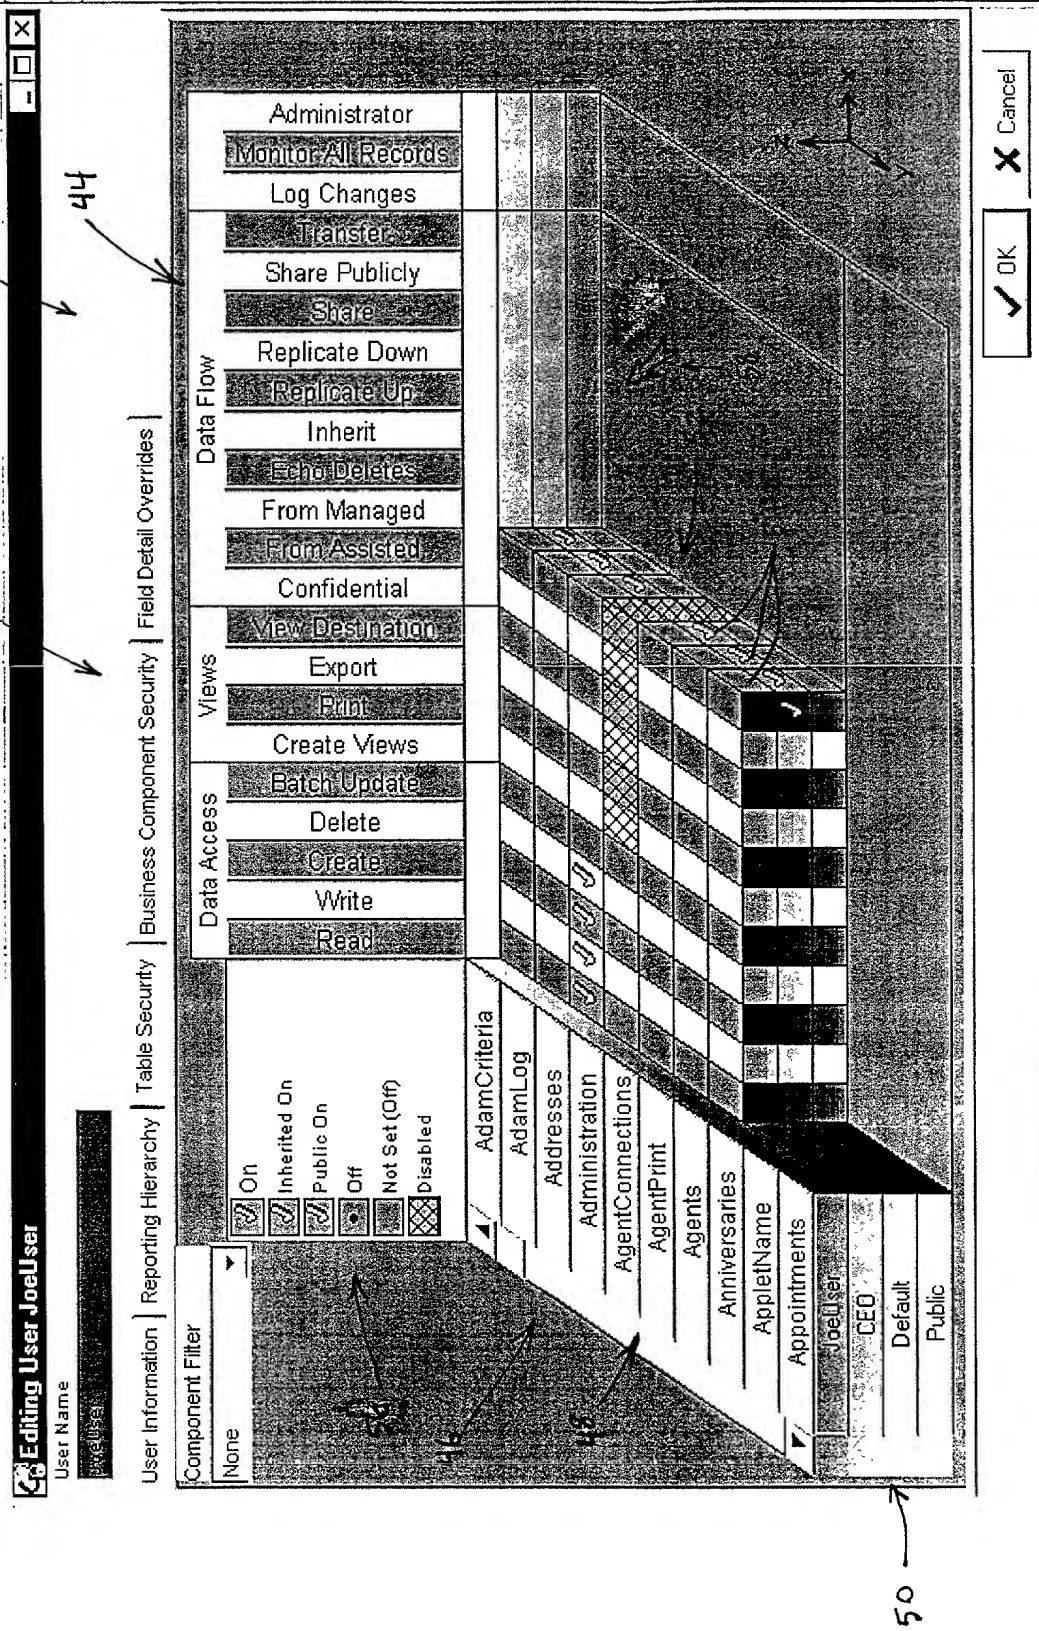 Editing User JoeUser
User Name
JoeUser
User Information
Reporting Hierarchy
Table Security
Business Component Security
Field Detail Overrides
44
Component Filter
None
On
Inherited On
Public On
Off
Not Set (Off)
Disabled
Data Access
Views
Data Flow
Read
Write
Create
Delete
Batch Update
Create Views
Print
Export
View Destination
Confidential
From Assisted
From Managed
Echo Deletes
Inherit
Replicate Up
Replicate Down
Share
Share Publicly
Transfer
Log Changes
Monitor All Records
Administrator
AdamCriteria
AdamLog
Addresses
Administration
AgentConnections
AgentPrint
Agents
Anniversaries
AppletName
Appointments
JoeUser
CEO
Default
Public
46
48
50
Z
X
Y
OK
Cancel